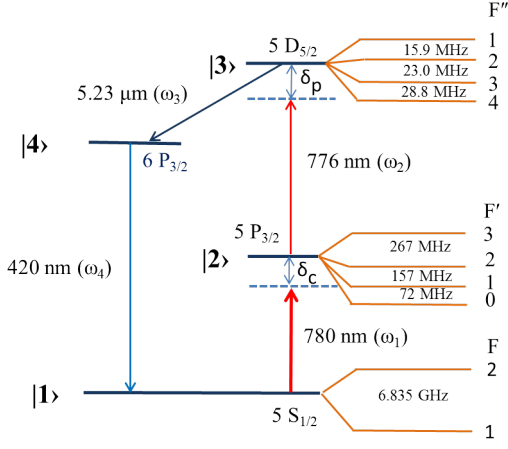 F"
5 D5/2
1
15.9 MHz
2
|3⟩
23.0 MHz
δp
3
28.8 MHz
4
5.23 μm (ω3)
|4⟩
6 P3/2
776 nm (ω2)
F'
5 P3/2
3
267 MHz
|2⟩
2
420 nm (ω4)
δc
157 MHz
1
72 MHz
0
780 nm (ω1)
F
2
|1⟩
6.835 GHz
5 S1/2
1